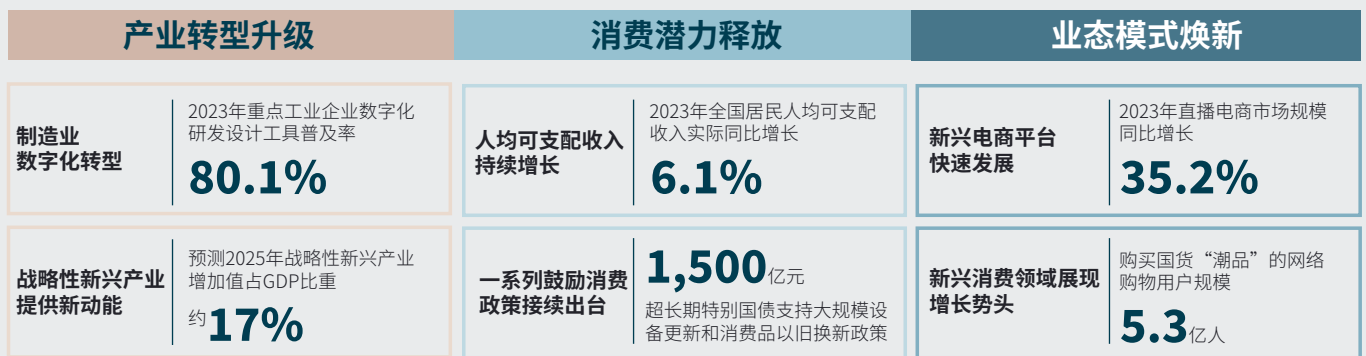 产业转型升级
制造业
数字化转型
2023年重点工业企业数字化
研发设计工具普及率
80.1%
战略性新兴产业
提供新动能
预测2025年战略性新兴产业
增加值占GDP比重
约17%
消费潜力释放
人均可支配收入
持续增长
2023年全国居民人均可支配
收入实际同比增长
6.1%
一系列鼓励消费
政策接续出台
1,500亿元
超长期特别国债支持大规模设
备更新和消费品以旧换新政策
业态模式焕新
新兴电商平台
快速发展
2023年直播电商市场规模
同比增长
35.2%
新兴消费领域展现
增长势头
购买国货“潮品”的网络
购物用户规模
5.3亿人